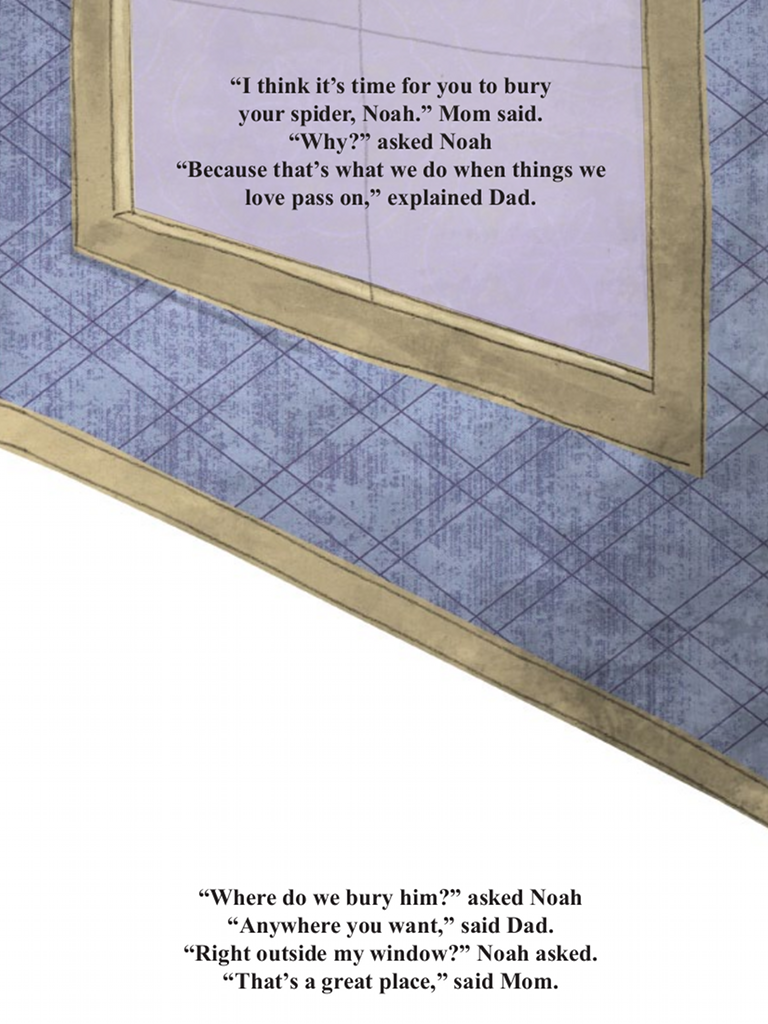 “I think it’s time for you to bury
your spider, Noah.” Mom said.
“Why?” asked Noah
“Because that’s what we do when things we
love pass on,” explained Dad.
“Where do we bury him?” asked Noah
“Anywhere you want,” said Dad.
“Right outside my window?” Noah asked.
“That’s a great place,” said Mom.